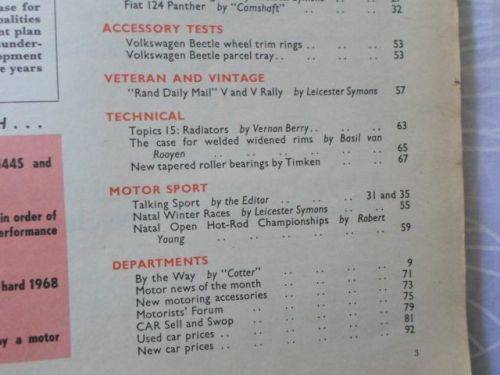 ase for
palities
nt plan
under-
opment
e years
H . . .
144S and
in order of
erformance
hard 1968
by a motor
Fiat 124 Panther by "Camshaft" .. .. 32
ACCESSORY TESTS
Volkswagen Beetle wheel trim rings .. .. 53
Volkswagen Beetle parcel tray .. .. .. 53
VETERAN AND VINTAGE
"Rand Daily Mail" V and V Rally by Leicester Symons 57
TECHNICAL
Topics 15: Radiators by Vernon Berry .. .. 63
The case for welded widened rims by Basil van
Rooyen .. .. .. .. .. .. 65
New tapered roller bearings by Timken .. .. 67
MOTOR SPORT
Talking Sport by the Editor .. .. 31 and 35
Natal Winter Races by Leicester Symons .. .. 55
Natal Open Hot-Rod Championships by Robert
Young .. .. .. .. .. .. 59
DEPARTMENTS
By the Way by "Cotter" .. .. .. .. 9
Motor news of the month .. .. .. .. 71
New motoring accessories .. .. .. .. 73
Motorists' Forum .. .. .. .. .. 75
CAR Sell and Swop .. .. .. .. .. 79
Used car prices .. .. .. .. .. 81
New car prices .. .. .. .. .. 92
3